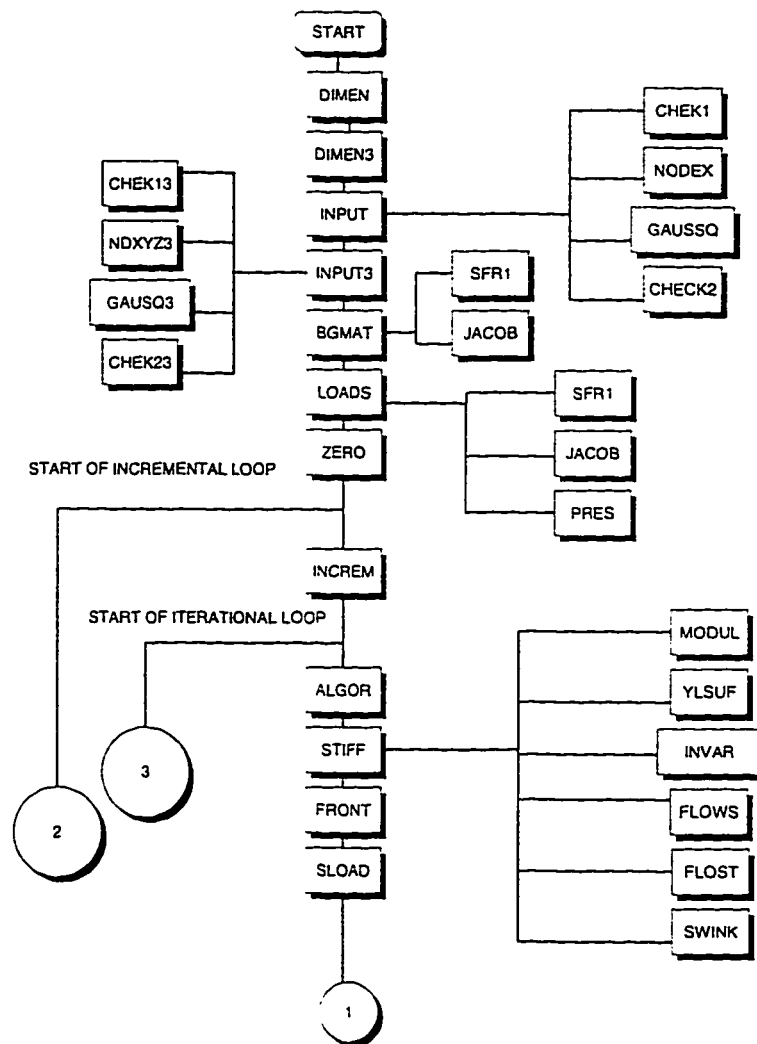 START
DIMEN
DIMEN3
INPUT
INPUT3
BGMAT
LOADS
ZERO
CHEK1
NODEX
GAUSSQ
CHECK2
CHEK13
NDXYZ3
GAUSQ3
CHEK23
SFR1
JACOB
SFR1
JACOB
PRES
START OF INCREMENTAL LOOP
INCREM
START OF ITERATIONAL LOOP
ALGOR
STIFF
FRONT
SLOAD
MODUL
YLSUF
INVAR
FLOWS
FLOST
SWINK
3
2
1